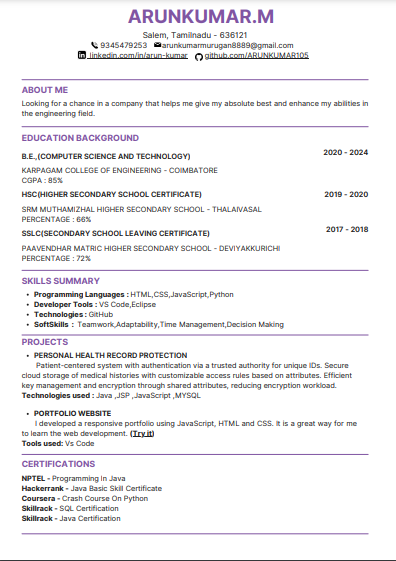 ARUNKUMAR.M
Salem, Tamilnadu - 636121
9345479253 arunkumarmurugan8889@gmail.com
linkedin.com/in/arun-kumar github.com/ARUNKUMAR105
ABOUT ME
Looking for a chance in a company that helps me give my absolute best and enhance my abilities in
the engineering field.
EDUCATION BACKGROUND
B.E.,(COMPUTER SCIENCE AND TECHNOLOGY) 2020 - 2024
KARPAGAM COLLEGE OF ENGINEERING - COIMBATORE
CGPA : 85%
HSC(HIGHER SECONDARY SCHOOL CERTIFICATE) 2019 - 2020
SRM MUTHAMIZHAL HIGHER SECONDARY SCHOOL - THALAIVASAL
PERCENTAGE : 66%
SSLC(SECONDARY SCHOOL LEAVING CERTIFICATE) 2017 - 2018
PAAVENDHAR MATRIC HIGHER SECONDARY SCHOOL - DEVIYAKKURICHI
PERCENTAGE : 72%
SKILLS SUMMARY
• Programming Languages : HTML,CSS,JavaScript,Python
• Developer Tools : VS Code,Eclipse
• Technologies : GitHub
• SoftSkills : Teamwork,Adaptability,Time Management,Decision Making
PROJECTS
• PERSONAL HEALTH RECORD PROTECTION
Patient-centered system with authentication via a trusted authority for unique IDs. Secure
cloud storage of medical histories with customizable access rules based on attributes. Efficient
key management and encryption through shared attributes, reducing encryption workload.
Technologies used : Java ,JSP ,JavaScript ,MYSQL
• PORTFOLIO WEBSITE
I developed a responsive portfolio using JavaScript, HTML and CSS. It is a great way for me
to learn the web development. (Try it)
Tools used: Vs Code
CERTIFICATIONS
NPTEL - Programming In Java
Hackerrank - Java Basic Skill Certificate
Coursera - Crash Course On Python
Skillrack - SQL Certification
Skillrack - Java Certification